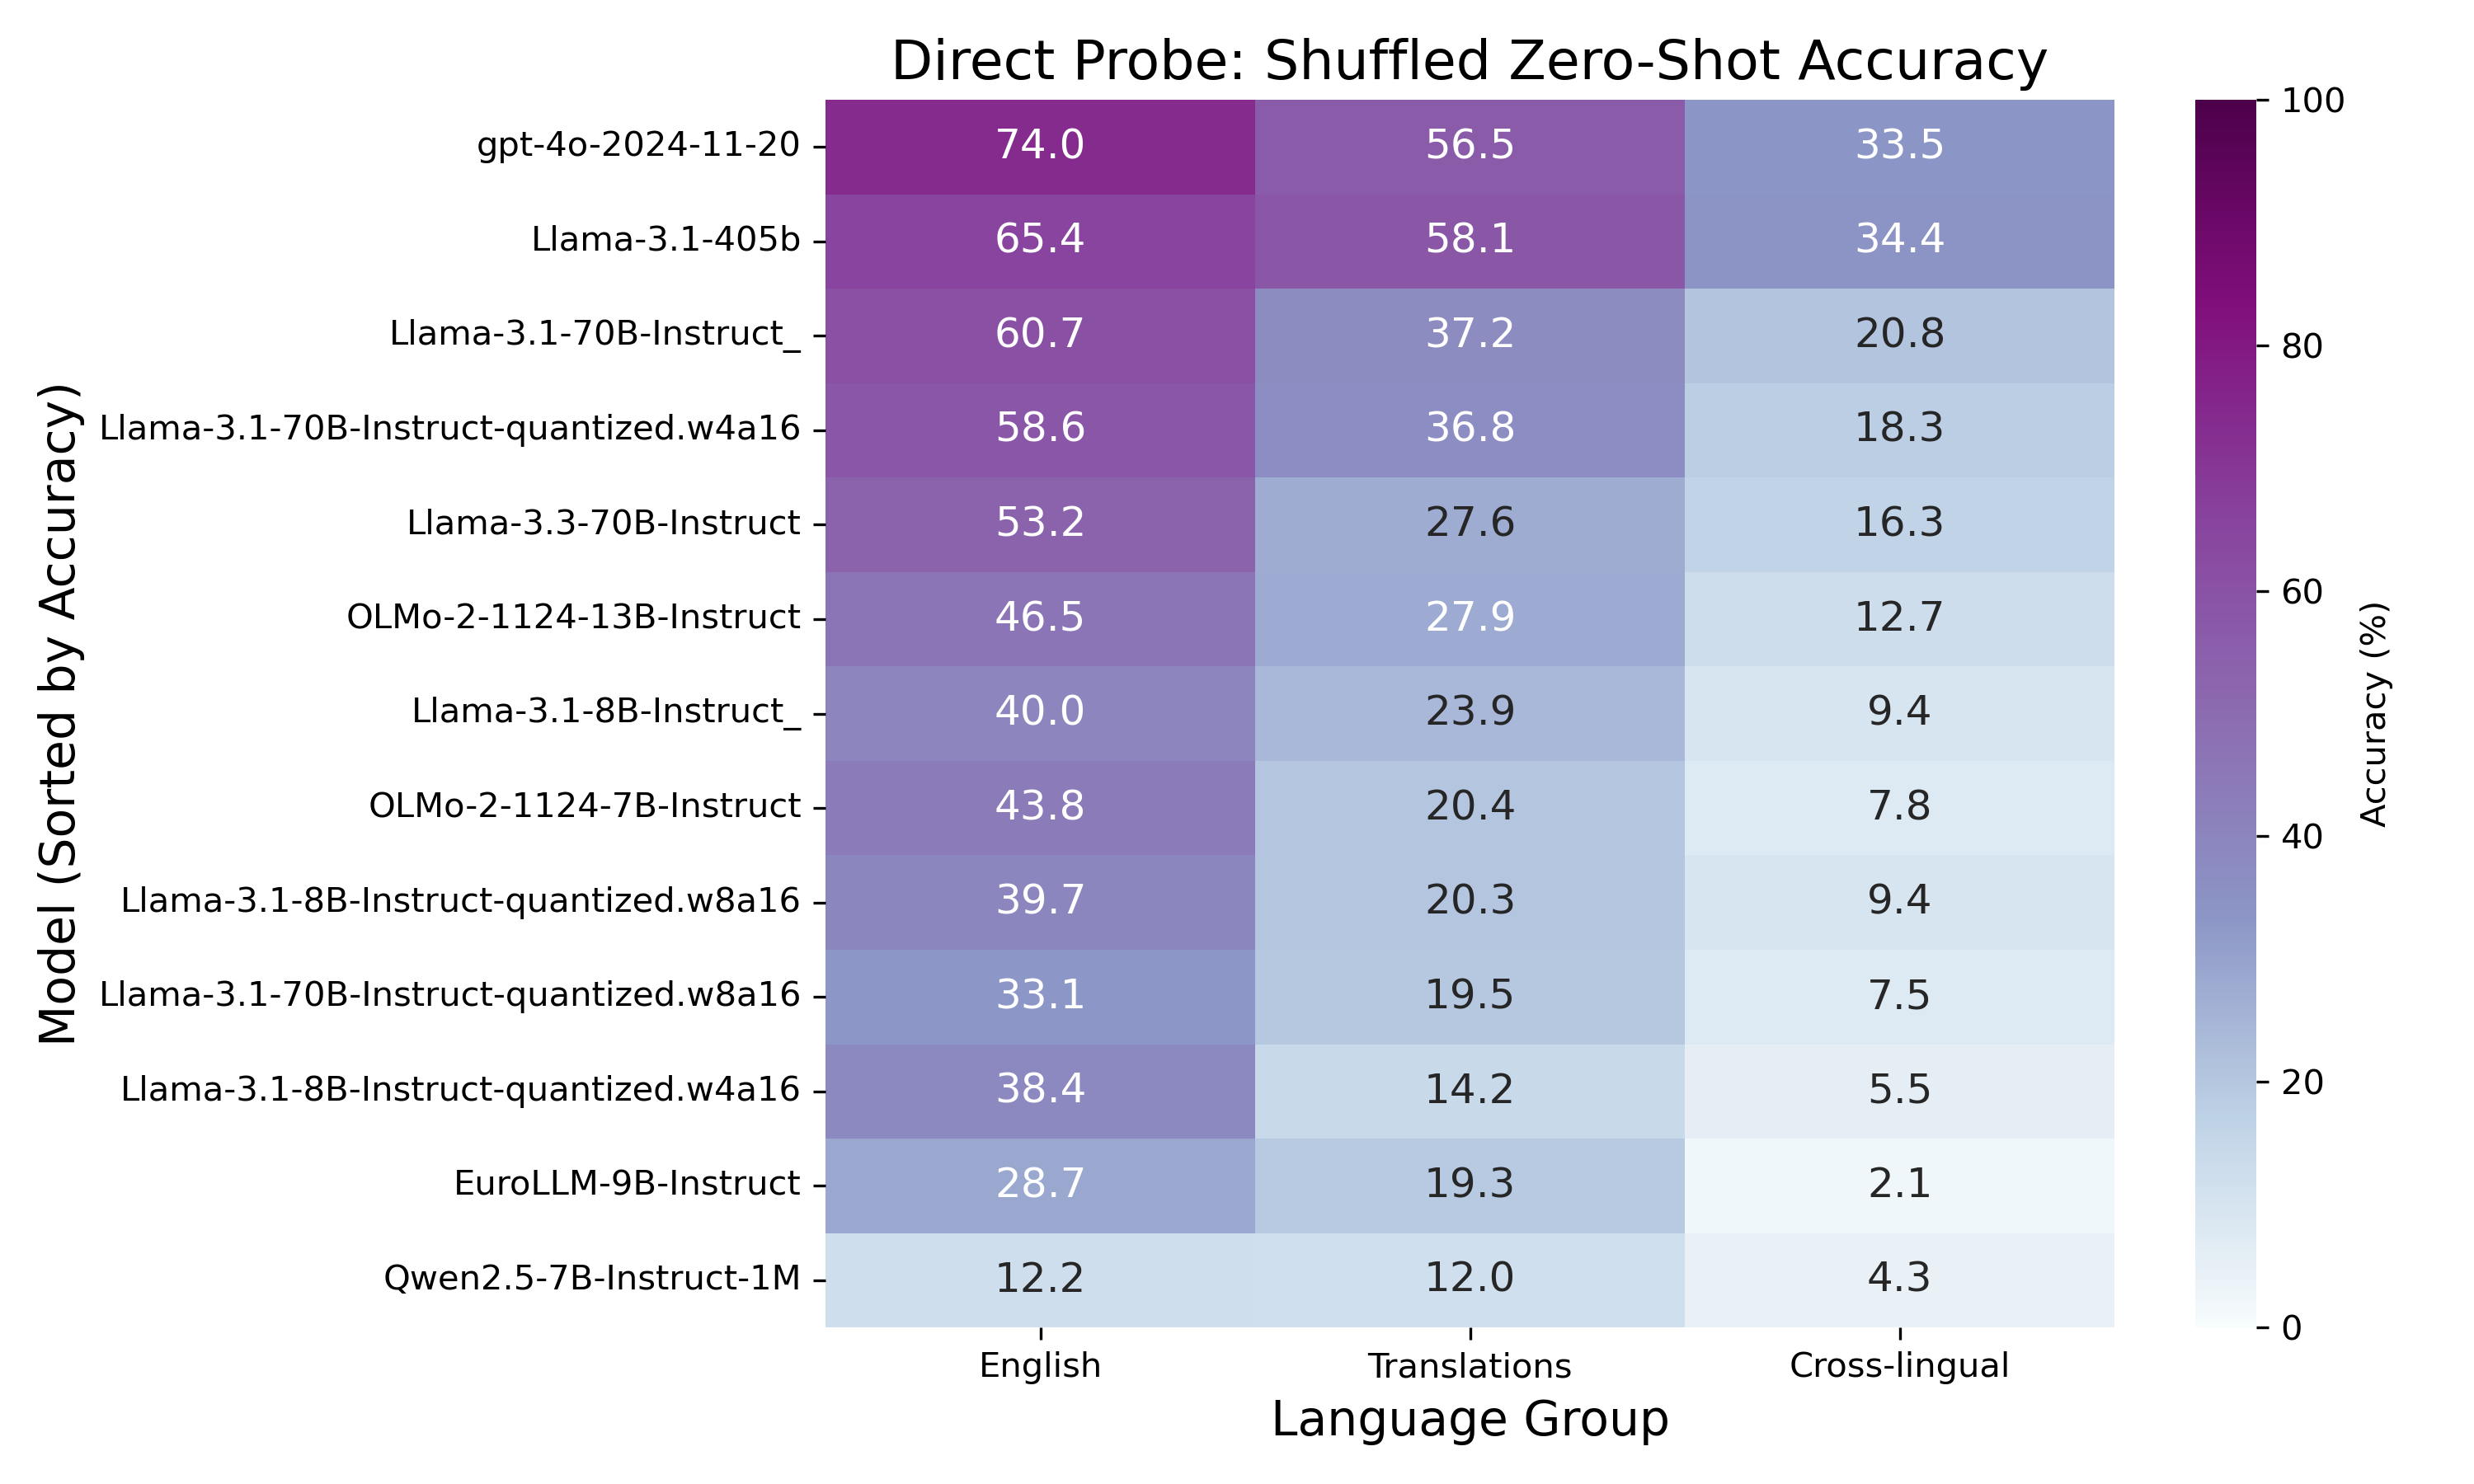 Direct Probe: Shuffled Zero-Shot Accuracy
Model (Sorted by Accuracy)
gpt-4o-2024-11-20 74.0 56.5 33.5
Llama-3.1-405b 65.4 58.1 34.4
Llama-3.1-70B-Instruct_ 60.7 37.2 20.8
Llama-3.1-70B-Instruct-quantized.w4a16 58.6 36.8 18.3
Llama-3.3-70B-Instruct 53.2 27.6 16.3
OLMo-2-1124-13B-Instruct 46.5 27.9 12.7
Llama-3.1-8B-Instruct_ 40.0 23.9 9.4
OLMo-2-1124-7B-Instruct 43.8 20.4 7.8
Llama-3.1-8B-Instruct-quantized.w8a16 39.7 20.3 9.4
Llama-3.1-70B-Instruct-quantized.w8a16 33.1 19.5 7.5
Llama-3.1-8B-Instruct-quantized.w4a16 38.4 14.2 5.5
EuroLLM-9B-Instruct 28.7 19.3 2.1
Qwen2.5-7B-Instruct-1M 12.2 12.0 4.3
English Translations Cross-lingual
Language Group
100
80
60
40
20
0
Accuracy (%)